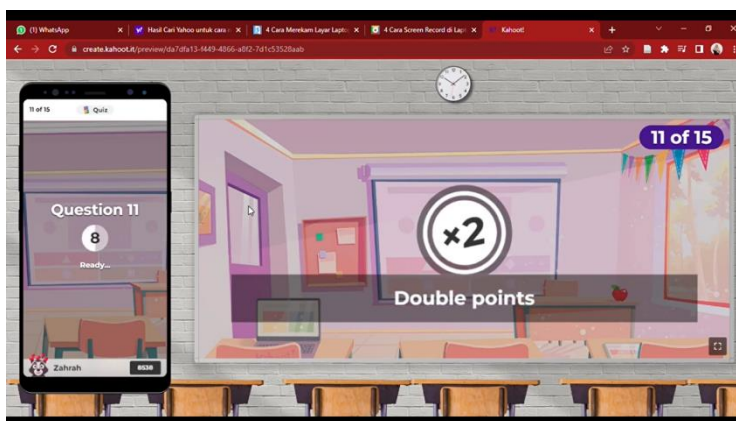 (1) WhatsApp
Hasil Cari Yahoo untuk cara
4 Cara Merekam Layar Lapto
4 Cara Screen Record di Lap
Kahoot!
create.kahoot.it/preview/da7dfa13-f449-4866-a8f2-7d1c53528aab
11 of 15
Quiz
Question 11
8
Ready...
Zahrah
8538
11 of 15
×2
Double points